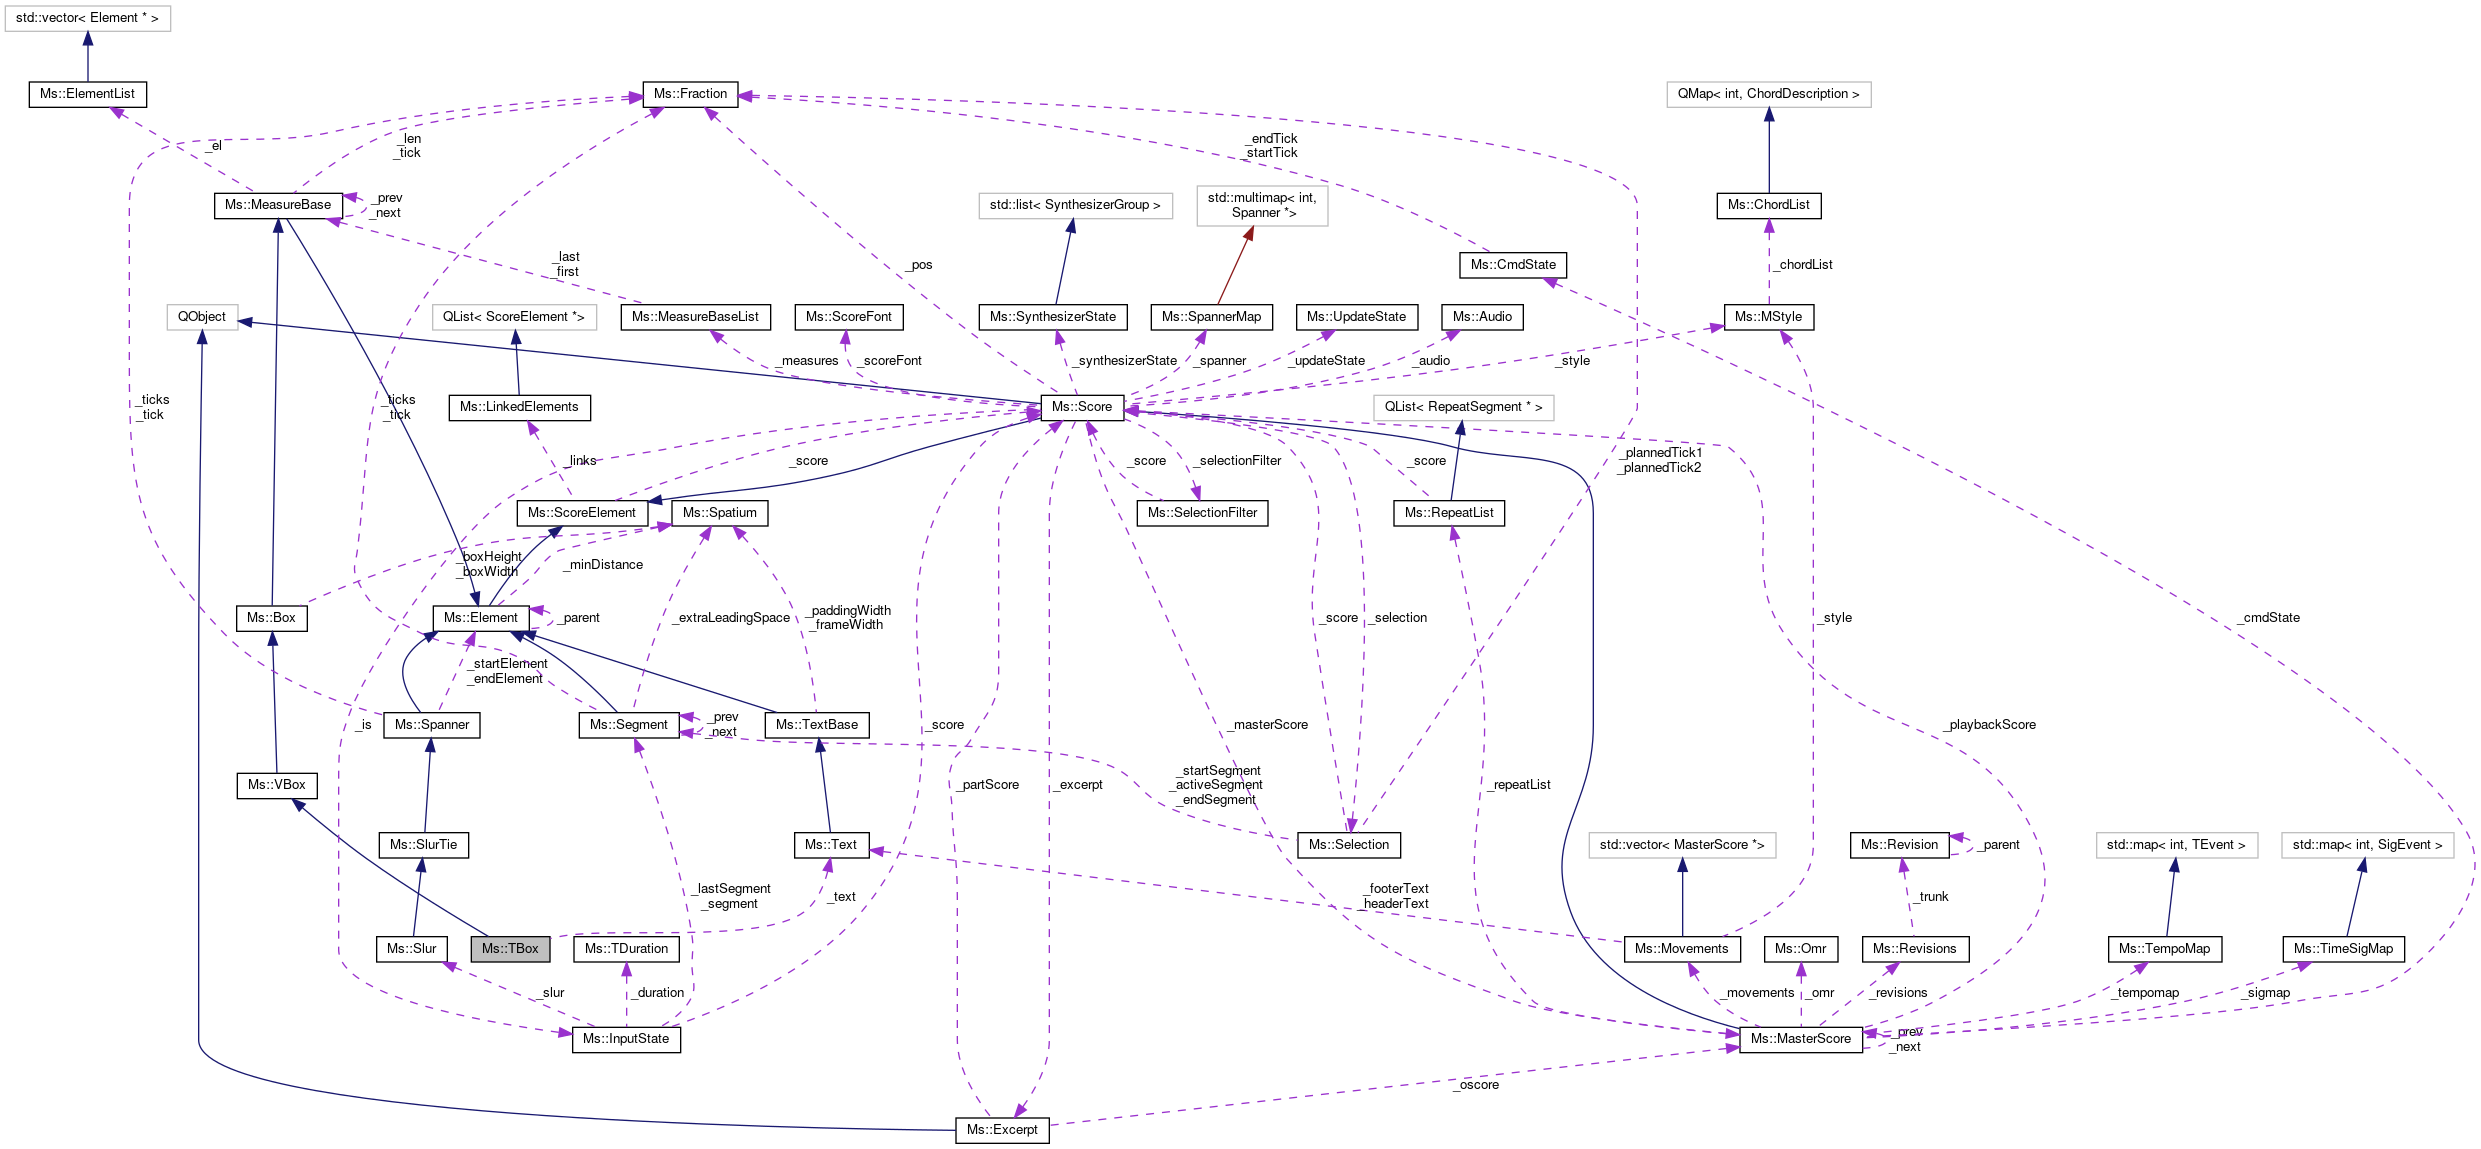 std::vector< Element * >
Ms::ElementList
Ms::Fraction
QMap< int, ChordDescription >
_el
_len
_tick
_endTick
_startTick
Ms::MeasureBase
_prev
_next
std::list< SynthesizerGroup >
std::multimap< int,
Spanner *>
Ms::ChordList
_last
_first
_pos
Ms::CmdState
_chordList
QObject
QList< ScoreElement *>
Ms::MeasureBaseList
Ms::ScoreFont
Ms::SynthesizerState
Ms::SpannerMap
Ms::UpdateState
Ms::Audio
Ms::MStyle
_measures
_scoreFont
_synthesizerState
_spanner
_updateState
_audio
_style
_ticks
_tick
_ticks
_tick
Ms::LinkedElements
Ms::Score
QList< RepeatSegment * >
_links
_score
_score
_selectionFilter
_score
_plannedTick1
_plannedTick2
Ms::ScoreElement
Ms::Spatium
Ms::SelectionFilter
Ms::RepeatList
_boxHeight
_boxWidth
_minDistance
Ms::Box
Ms::Element
_parent
_extraLeadingSpace
_paddingWidth
_frameWidth
_score
_selection
_style
_cmdState
_startElement
_endElement
_is
Ms::Spanner
Ms::Segment
_prev
_next
Ms::TextBase
_score
_masterScore
_playbackScore
Ms::VBox
_partScore
_excerpt
_startSegment
_activeSegment
_endSegment
_repeatList
Ms::SlurTie
Ms::Text
Ms::Selection
std::vector< MasterScore *>
Ms::Revision
_parent
std::map< int, TEvent >
std::map< int, SigEvent >
_lastSegment
_segment
_text
_footerText
_headerText
_trunk
Ms::Slur
Ms::TBox
Ms::TDuration
Ms::Movements
Ms::Omr
Ms::Revisions
Ms::TempoMap
Ms::TimeSigMap
_slur
_duration
_movements
_omr
_revisions
_tempomap
_sigmap
Ms::InputState
Ms::MasterScore
_prev
_next
_oscore
Ms::Excerpt